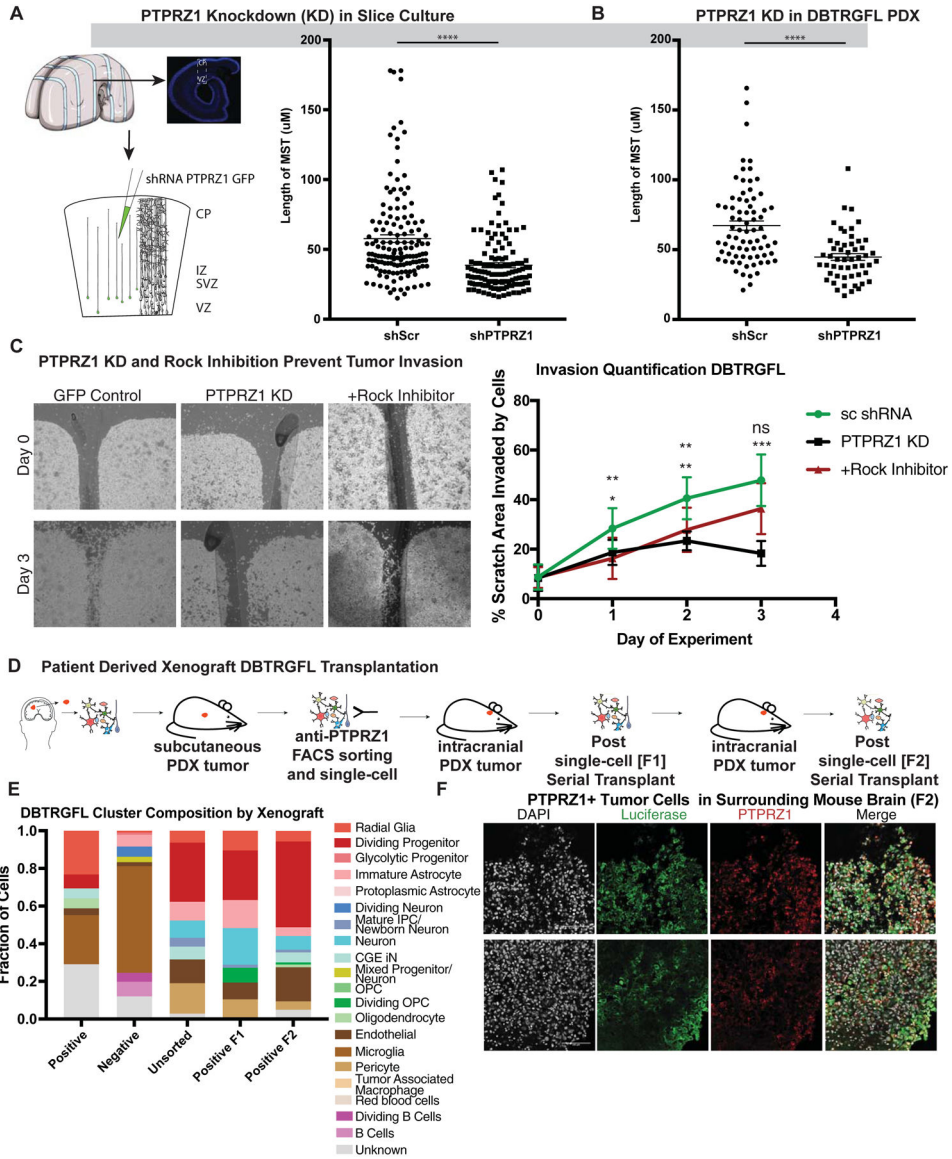 A
PTPRZ1 Knockdown (KD) in Slice Culture
CP
VZ
shRNA PTPRZ1 GFP
CP
IZ
SVZ
VZ
200
150
100
50
0
Length of MST (uM)
****
shScr
shPTPRZ1
B
PTPRZ1 KD in DBTRGFL PDX
200
150
100
50
0
Length of MST (uM)
****
shScr
shPTPRZ1
C
PTPRZ1 KD and Rock Inhibition Prevent Tumor Invasion
GFP Control
PTPRZ1 KD
+Rock Inhibitor
Day 0
Day 3
Invasion Quantification DBTRGFL
% Scratch Area Invaded by Cells
80
60
40
20
0
**
*
**
**
ns
***
0
1
2
3
4
Day of Experiment
sc shRNA
PTPRZ1 KD
+Rock Inhibitor
D
Patient Derived Xenograft DBTRGFL Transplantation
subcutaneous
PDX tumor
anti-PTPRZ1
FACS sorting
and single-cell
intracranial
PDX tumor
Post
single-cell [F1]
Serial Transplant
intracranial
PDX tumor
Post
single-cell [F2]
Serial Transplant
E
DBTRGFL Cluster Composition by Xenograft
Fraction of Cells
1.0
0.8
0.6
0.4
0.2
0.0
Positive
Negative
Unsorted
Positive F1
Positive F2
Radial Glia
Dividing Progenitor
Glycolytic Progenitor
Immature Astrocyte
Protoplasmic Astrocyte
Dividing Neuron
Mature IPC/
Newborn Neuron
Neuron
CGE iN
Mixed Progenitor/
Neuron
OPC
Dividing OPC
Oligodendrocyte
Endothelial
Microglia
Pericyte
Tumor Associated
Macrophage
Red blood cells
Dividing B Cells
B Cells
Unknown
F
PTPRZ1+ Tumor Cells in Surrounding Mouse Brain (F2)
DAPI
Luciferase
PTPRZ1
Merge